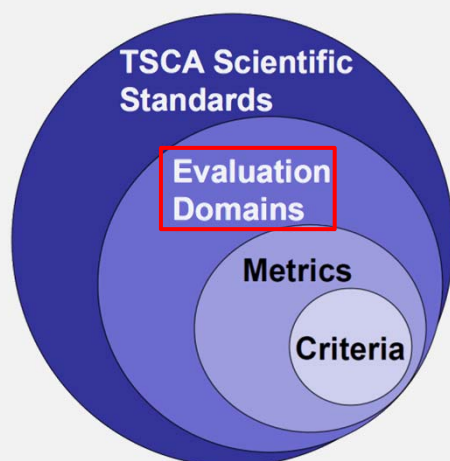 TSCA Scientific
Standards
Evaluation
Domains
Metrics
Criteria